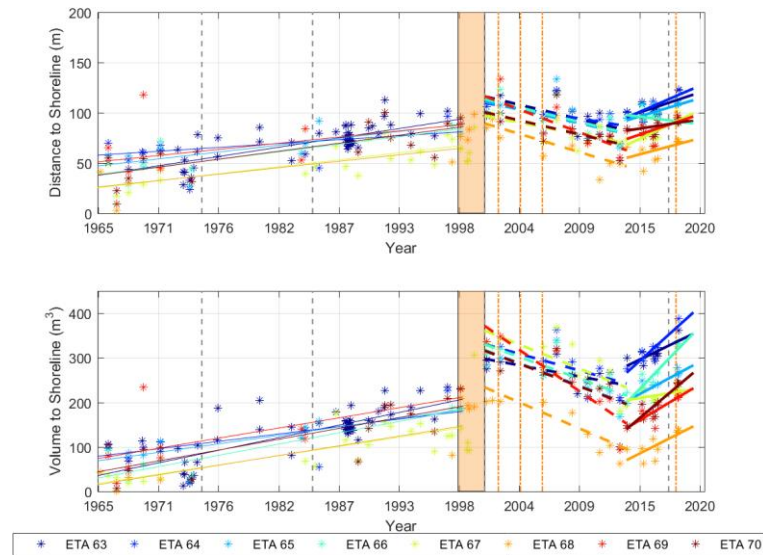 200
150
100
50
0
Distance to Shoreline (m)
1965 1971 1976 1982 1987 1993 1998 2004 2009 2015 2020
Year
400
300
200
100
0
Volume to Shoreline (m³)
1965 1971 1976 1982 1987 1993 1998 2004 2009 2015 2020
Year
ETA 63 ETA 64 ETA 65 ETA 66 ETA 67 ETA 68 ETA 69 ETA 70